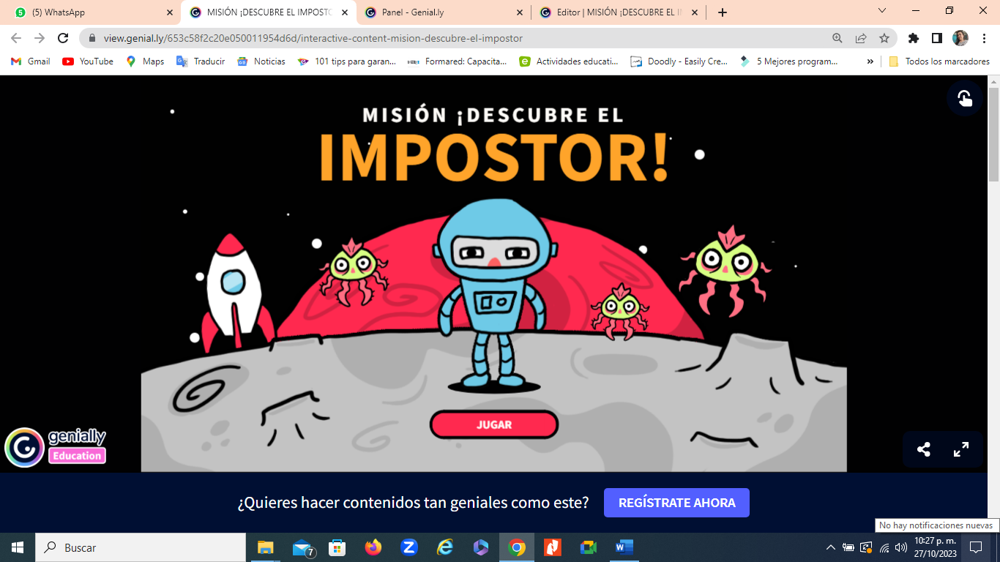 (5) WhatsApp
MISIÓN ¡DESCUBRE EL IMPOSTO
Panel - Genial.ly
Editor | MISIÓN ¡DESCUBRE EL I
view.genial.ly/653c58f2c20e050011954d6d/interactive-content-mision-descubre-el-impostor
Gmail
YouTube
Maps
Traducir
Noticias
101 tips para garan...
Formared: Capacita...
Actividades educati...
Doodly - Easily Cre...
5 Mejores program...
»
Todos los marcadores
MISIÓN ¡DESCUBRE EL
IMPOSTOR!
JUGAR
genially
Education
¿Quieres hacer contenidos tan geniales como este?
REGÍSTRATE AHORA
No hay notificaciones nuevas
Buscar
7
10:27 p. m.
27/10/2023